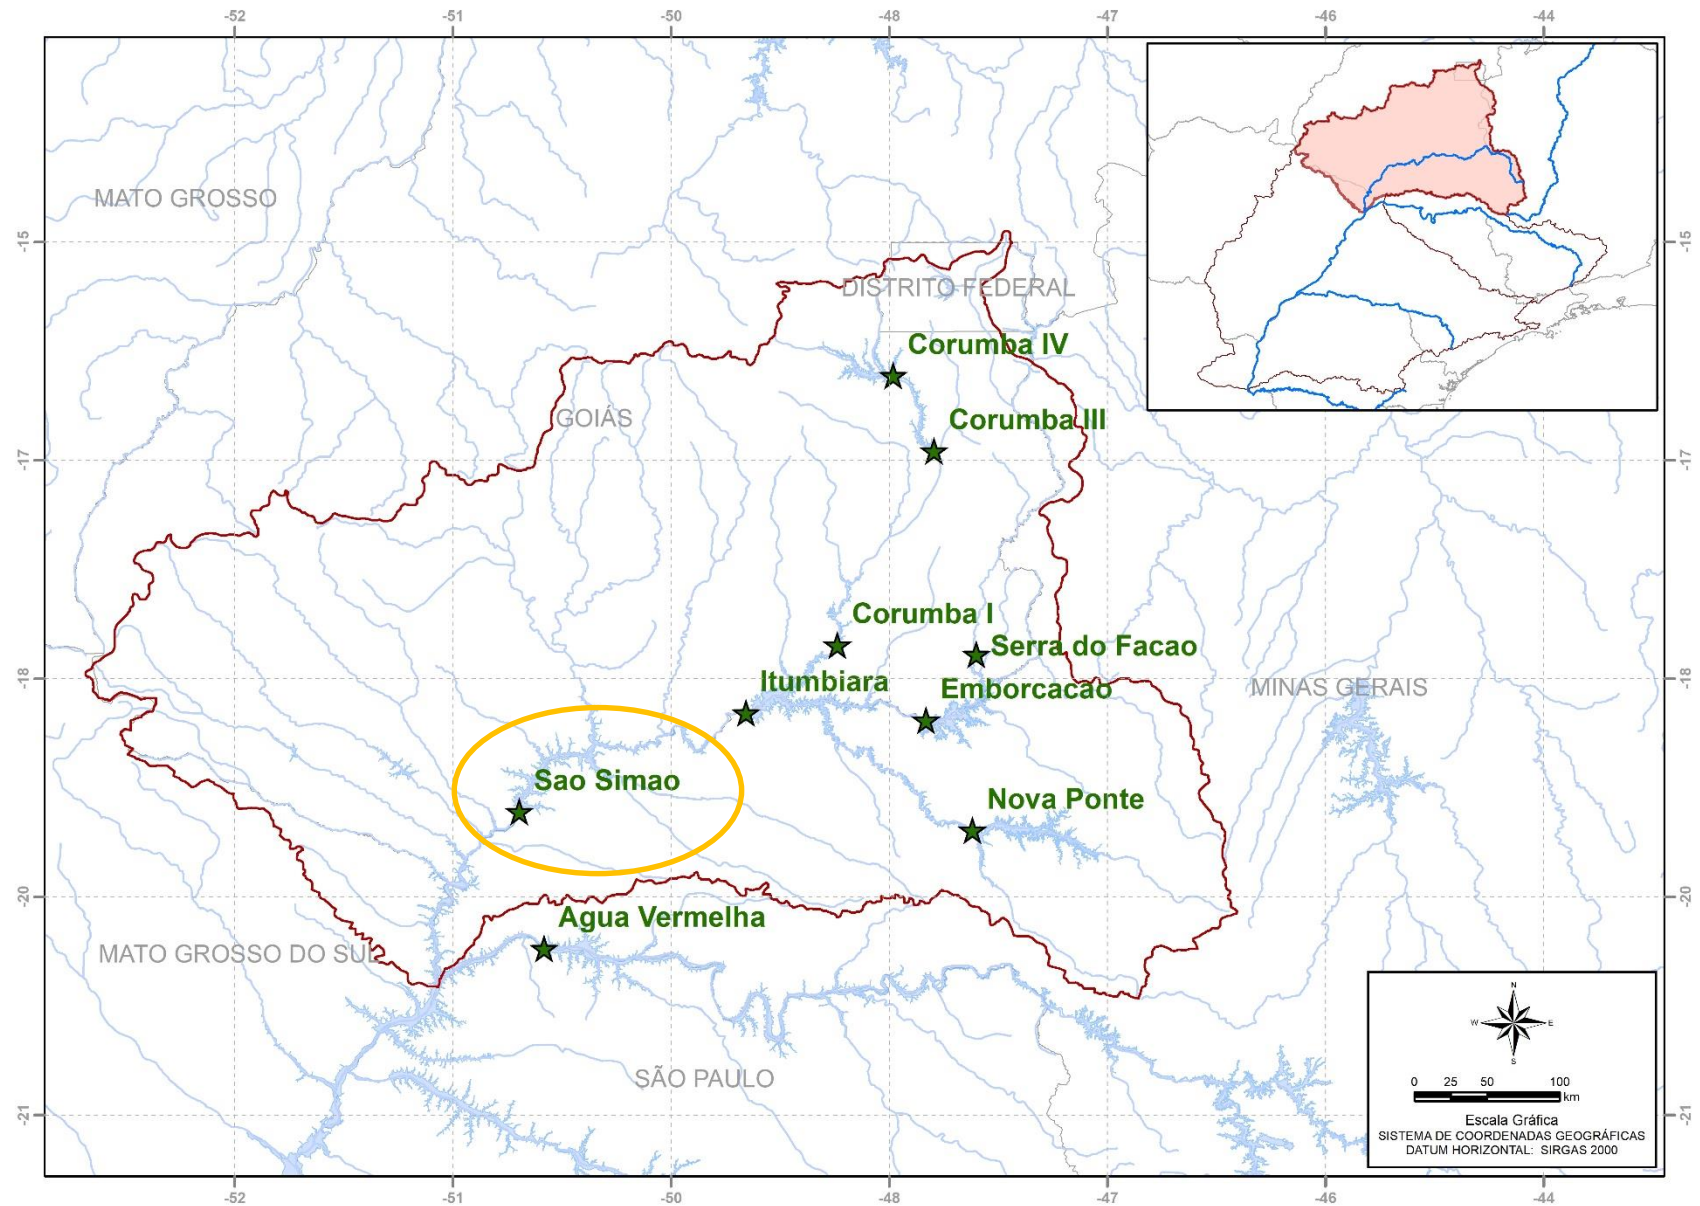 -52 -51 -50 -48 -47 -46 -44
MATO GROSSO
-15 -15
DISTRITO FEDERAL
Corumba IV
GOIÁS
Corumba III
-17 -17
Corumba I
Serra do Facao
Itumbiara
Emborcacao
-18 -18
MINAS GERAIS
Sao Simao
Nova Ponte
-20 -20
Agua Vermelha
MATO GROSSO DO SUL
N
W E
S
SÃO PAULO
0 25 50 100
km
-21 -21
Escala Gráfica
SISTEMA DE COORDENADAS GEOGRÁFICAS
DATUM HORIZONTAL: SIRGAS 2000
-52 -51 -50 -48 -47 -46 -44